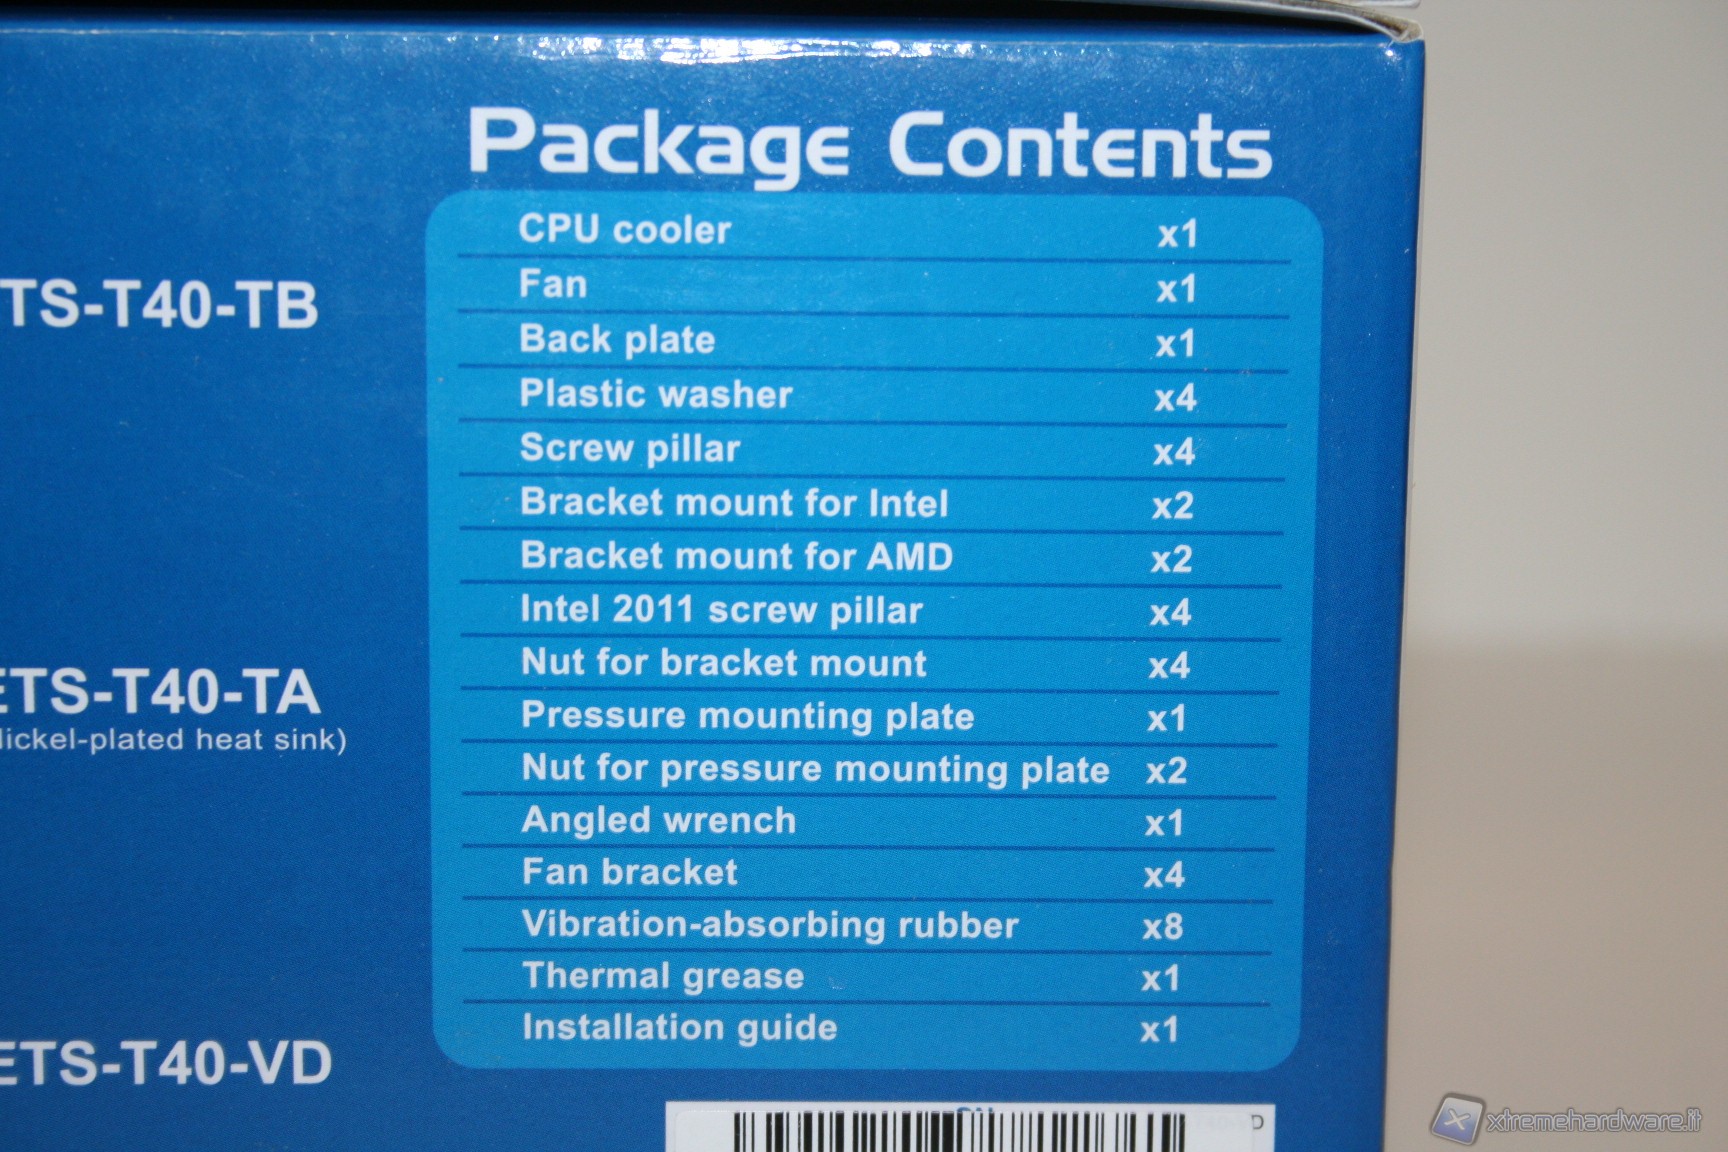 Package Contents
CPU cooler x1
Fan x1
Back plate x1
Plastic washer x4
Screw pillar x4
Bracket mount for Intel x2
Bracket mount for AMD x2
Intel 2011 screw pillar x4
Nut for bracket mount x4
Pressure mounting plate x1
Nut for pressure mounting plate x2
Angled wrench x1
Fan bracket x4
Vibration-absorbing rubber x8
Thermal grease x1
Installation guide x1
TS-T40-TB
ETS-T40-TA
ickel-plated heat sink)
ETS-T40-VD
xtremehardware.it